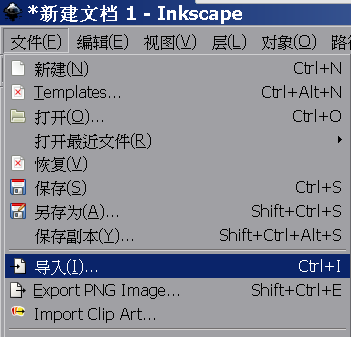 *新建文档 1 - Inkscape
文件(F) 编辑(E) 视图(V) 层(L) 对象(O)
新建(N) Ctrl+N
Templates... Ctrl+Alt+N
打开(O)... Ctrl+O
打开最近文件(R)
恢复(V)
保存(S) Ctrl+S
另存为(A)... Shift+Ctrl+S
保存副本(Y)... Shift+Ctrl+Alt+S
导入(I)... Ctrl+I
Export PNG Image... Shift+Ctrl+E
Import Clip Art...